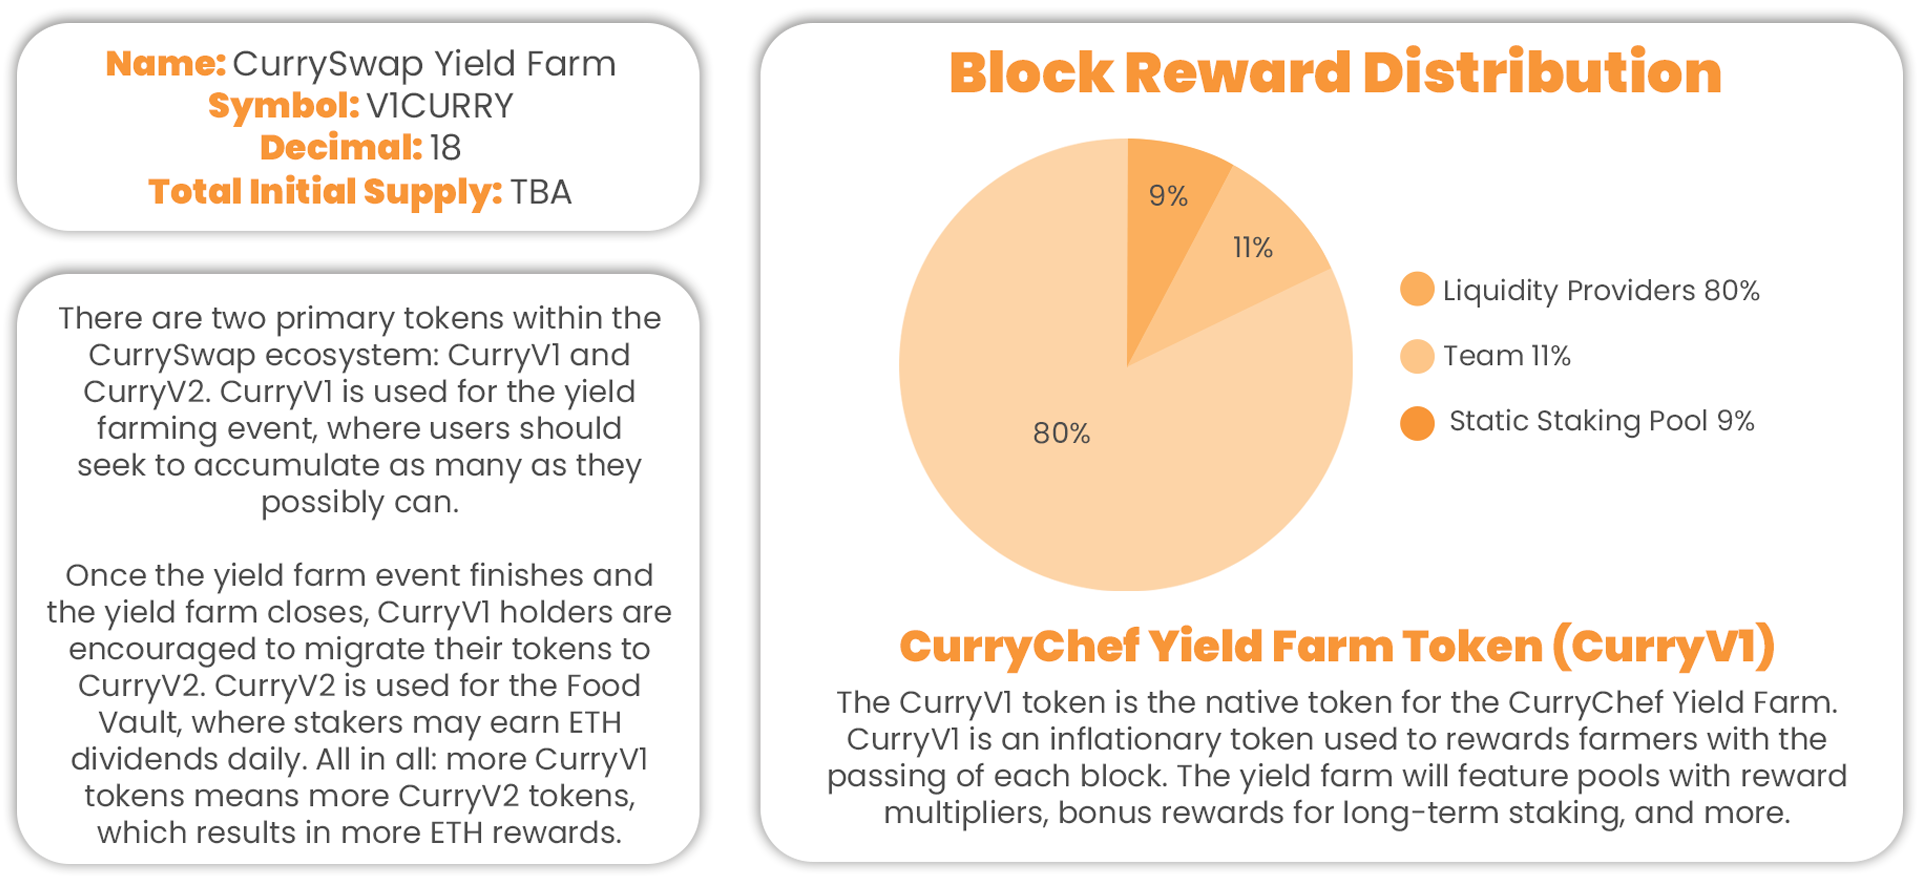 Name: CurrySwap Yield Farm
Symbol: V1CURRY
Decimal: 18
Total Initial Supply: TBA
There are two primary tokens within the
CurrySwap ecosystem: CurryV1 and
CurryV2. CurryV1 is used for the yield
farming event, where users should
seek to accumulate as many as they
possibly can.
Once the yield farm event finishes and
the yield farm closes, CurryV1 holders are
encouraged to migrate their tokens to
CurryV2. CurryV2 is used for the Food
Vault, where stakers may earn ETH
dividends daily. All in all: more CurryV1
tokens means more CurryV2 tokens,
which results in more ETH rewards.
Block Reward Distribution
9%
11%
80%
Liquidity Providers 80%
Team 11%
Static Staking Pool 9%
CurryChef Yield Farm Token (CurryV1)
The CurryV1 token is the native token for the CurryChef Yield Farm.
CurryV1 is an inflationary token used to rewards farmers with the
passing of each block. The yield farm will feature pools with reward
multipliers, bonus rewards for long-term staking, and more.